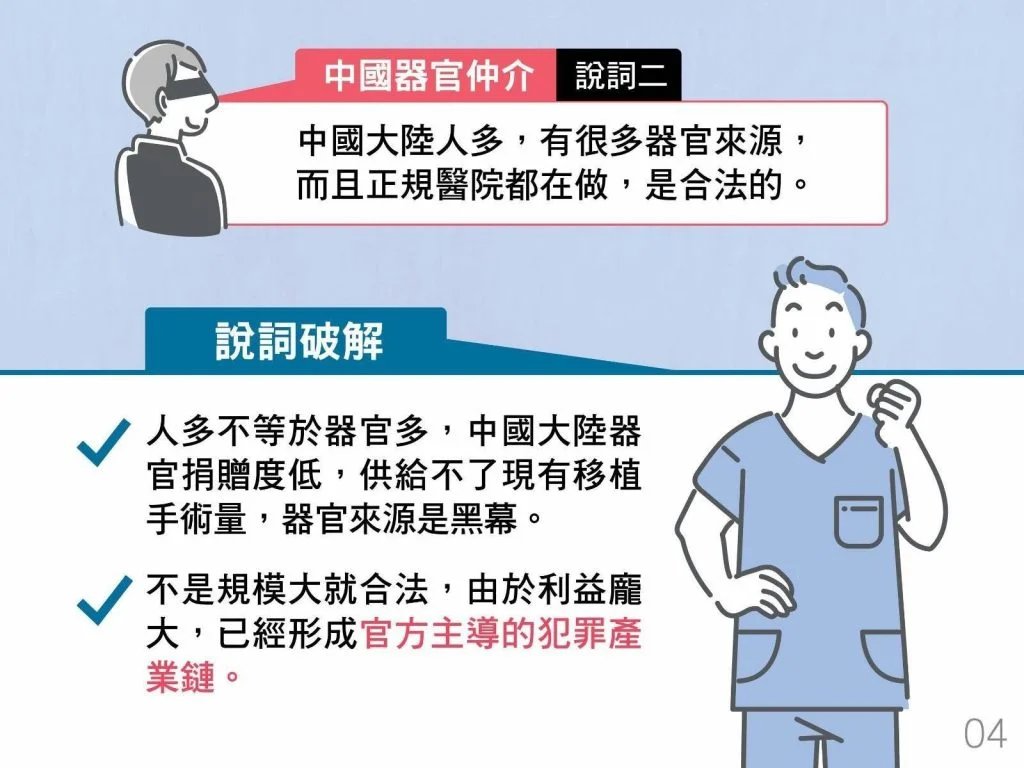 中國器官仲介 說詞二
中國大陸人多，有很多器官來源，
而且正規醫院都在做，是合法的。
說詞破解
人多不等於器官多，中國大陸器
官捐贈度低，供給不了現有移植
手術量，器官來源是黑幕。
不是規模大就合法，由於利益龐
大，已經形成官方主導的犯罪產
業鏈。
04